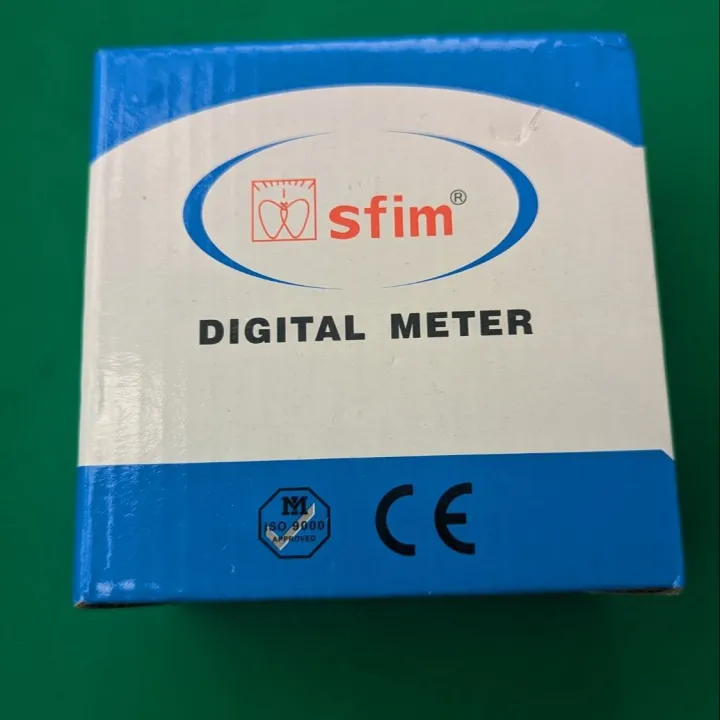 sfim®
DIGITAL METER
ISO 9000
APPROVED
CE